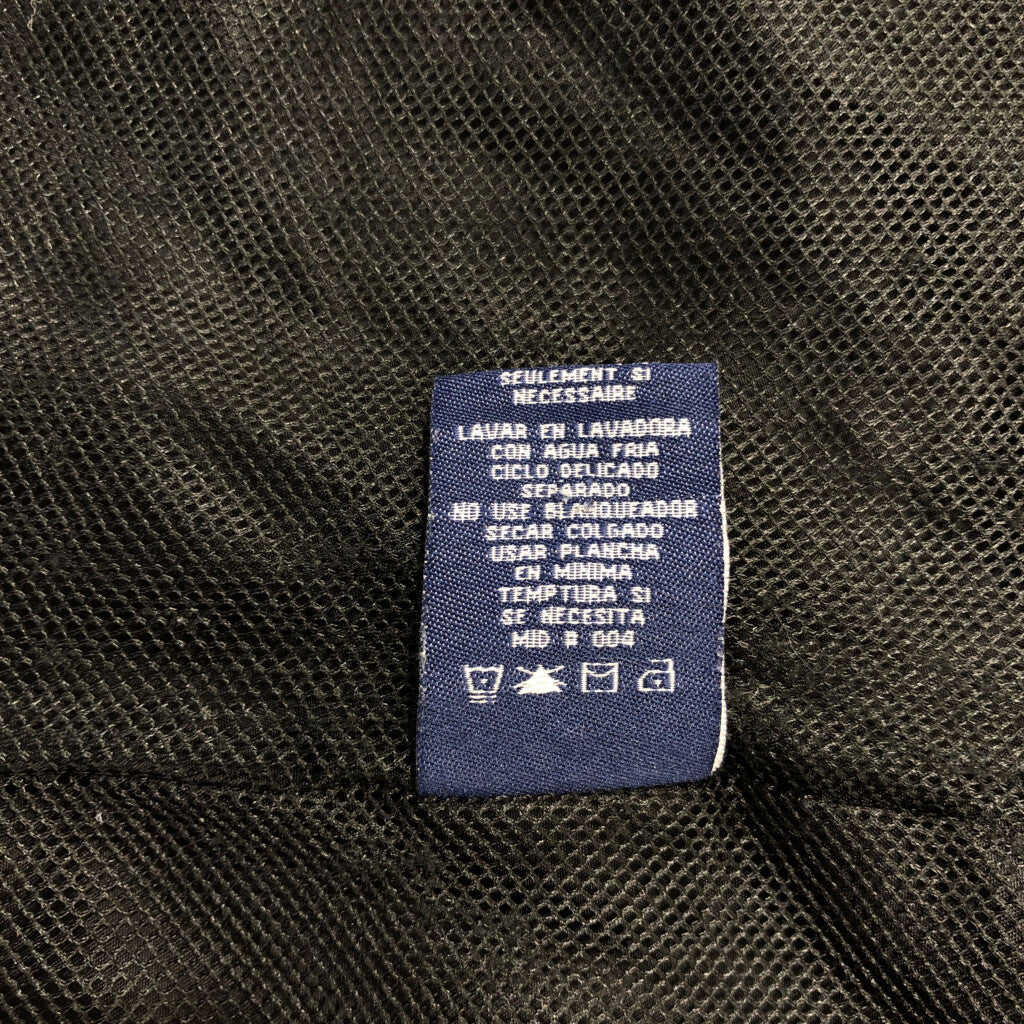 SEULEMENT SI
NECESSAIRE
LAVAR EN LAVADORA
CON AGUA FRIA
CICLO DELICADO
SEPARADO
NO USE BLANQUEADOR
SECAR COLGADO
USAR PLANCHA
EN MINIMA
TEMPTURA SI
SE NECESITA
MID # 004